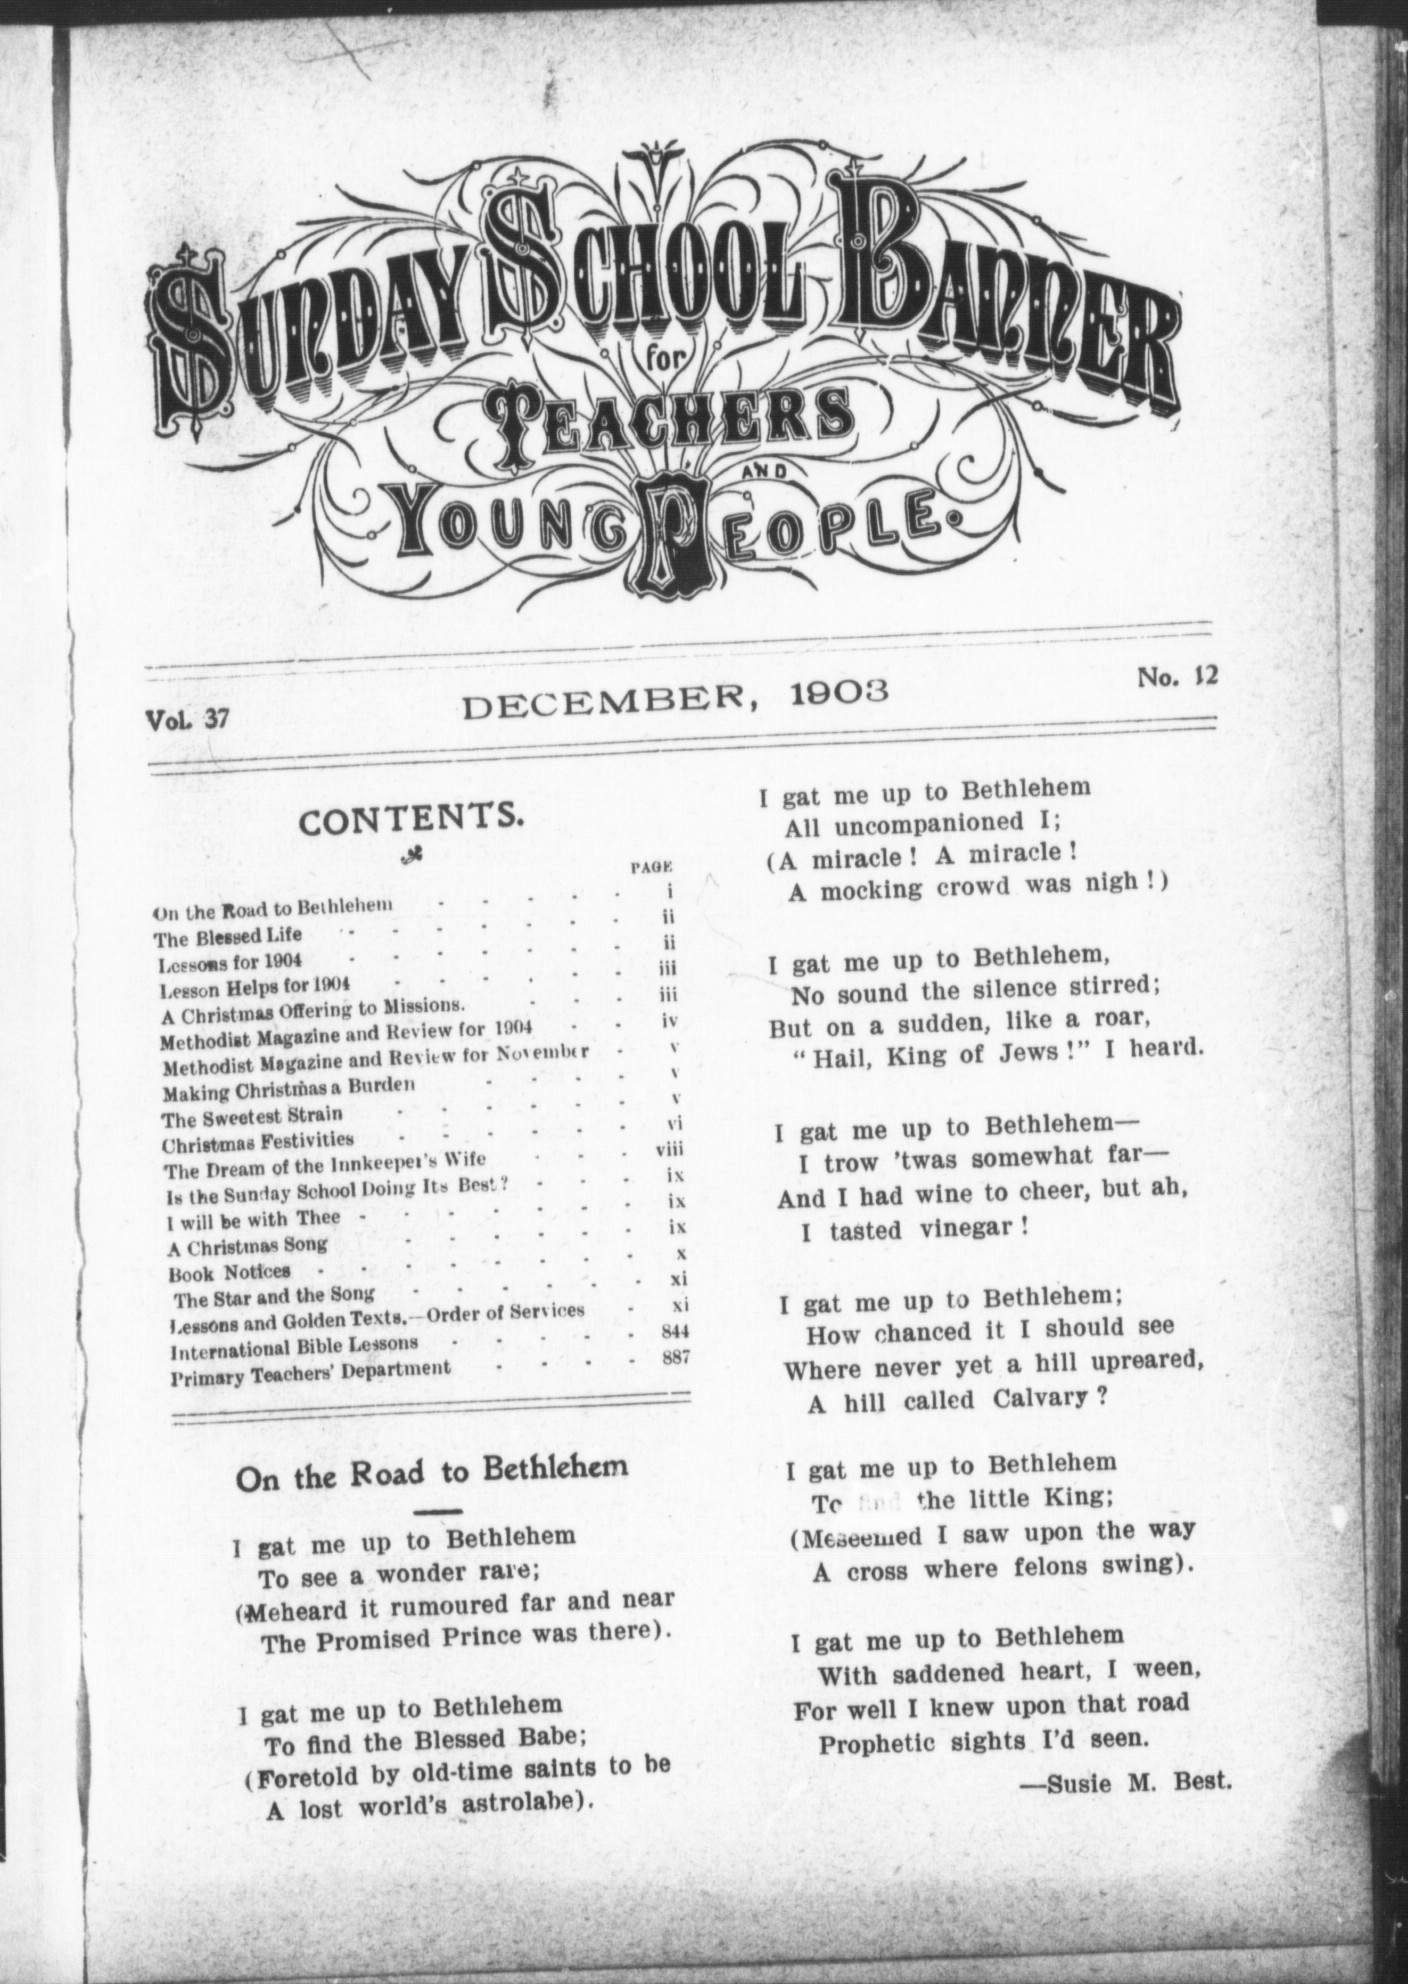 SUNDAY SCHOOL BANNER
for
TEACHERS
AND
YOUNG PEOPLE.
Vol. 37 DECEMBER, 1903 No. 12
CONTENTS.
PAGE
On the Road to Bethlehem - - - - - i
The Blessed Life - - - - - - - ii
Lessons for 1904 - - - - - - - ii
Lesson Helps for 1904 - - - - - - iii
A Christmas Offering to Missions. - - - iii
Methodist Magazine and Review for 1904 - - iv
Methodist Magazine and Review for November - v
Making Christmas a Burden - - - - v
The Sweetest Strain - - - - - - v
Christmas Festivities - - - - - - vi
The Dream of the Innkeeper's Wife - - - viii
Is the Sunday School Doing Its Best? - - - ix
I will be with Thee - - - - - - - ix
A Christmas Song - - - - - - ix
Book Notices - - - - - - - - x
The Star and the Song - - - - - - xi
Lessons and Golden Texts.—Order of Services - xi
International Bible Lessons - - - - - 844
Primary Teachers' Department - - - - 887
On the Road to Bethlehem
I gat me up to Bethlehem
To see a wonder rare;
(Meheard it rumoured far and near
The Promised Prince was there).
I gat me up to Bethlehem
To find the Blessed Babe;
(Foretold by old-time saints to be
A lost world's astrolabe).
I gat me up to Bethlehem
All uncompanioned I;
(A miracle! A miracle!
A mocking crowd was nigh!)
I gat me up to Bethlehem,
No sound the silence stirred;
But on a sudden, like a roar,
"Hail, King of Jews!" I heard.
I gat me up to Bethlehem—
I trow 'twas somewhat far—
And I had wine to cheer, but ah,
I tasted vinegar!
I gat me up to Bethlehem;
How chanced it I should see
Where never yet a hill upreared,
A hill called Calvary?
I gat me up to Bethlehem
To find the little King;
(Meseemed I saw upon the way
A cross where felons swing).
I gat me up to Bethlehem
With saddened heart, I ween,
For well I knew upon that road
Prophetic sights I'd seen.
—Susie M. Best.